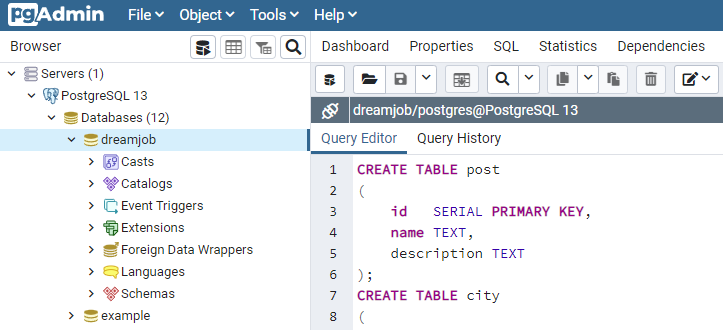 pgAdmin File Object Tools Help
Browser
Servers (1)
PostgreSQL 13
Databases (12)
dreamjob
Casts
Catalogs
Event Triggers
Extensions
Foreign Data Wrappers
Languages
Schemas
example
Dashboard Properties SQL Statistics Dependencies
dreamjob/postgres@PostgreSQL 13
Query Editor Query History
1 CREATE TABLE post
2 (
3 id SERIAL PRIMARY KEY,
4 name TEXT,
5 description TEXT
6 );
7 CREATE TABLE city
8 (